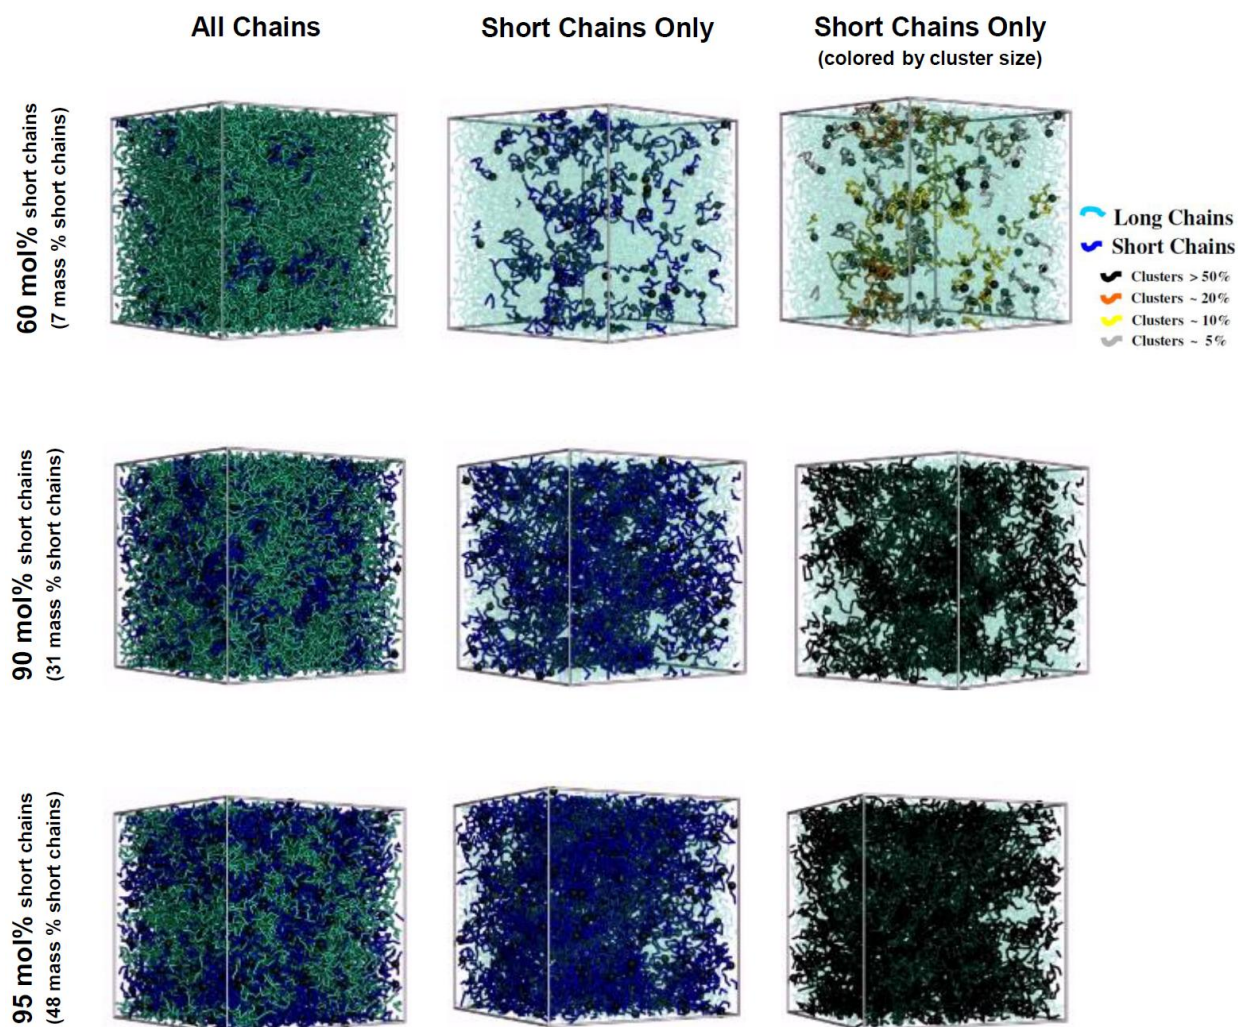 All Chains
Short Chains Only
Short Chains Only
(colored by cluster size)
60 mol% short chains
(7 mass % short chains)
Long Chains
Short Chains
Clusters > 50%
Clusters ~ 20%
Clusters ~ 10%
Clusters ~ 5%
90 mol% short chains
(31 mass % short chains)
95 mol% short chains
(48 mass % short chains)